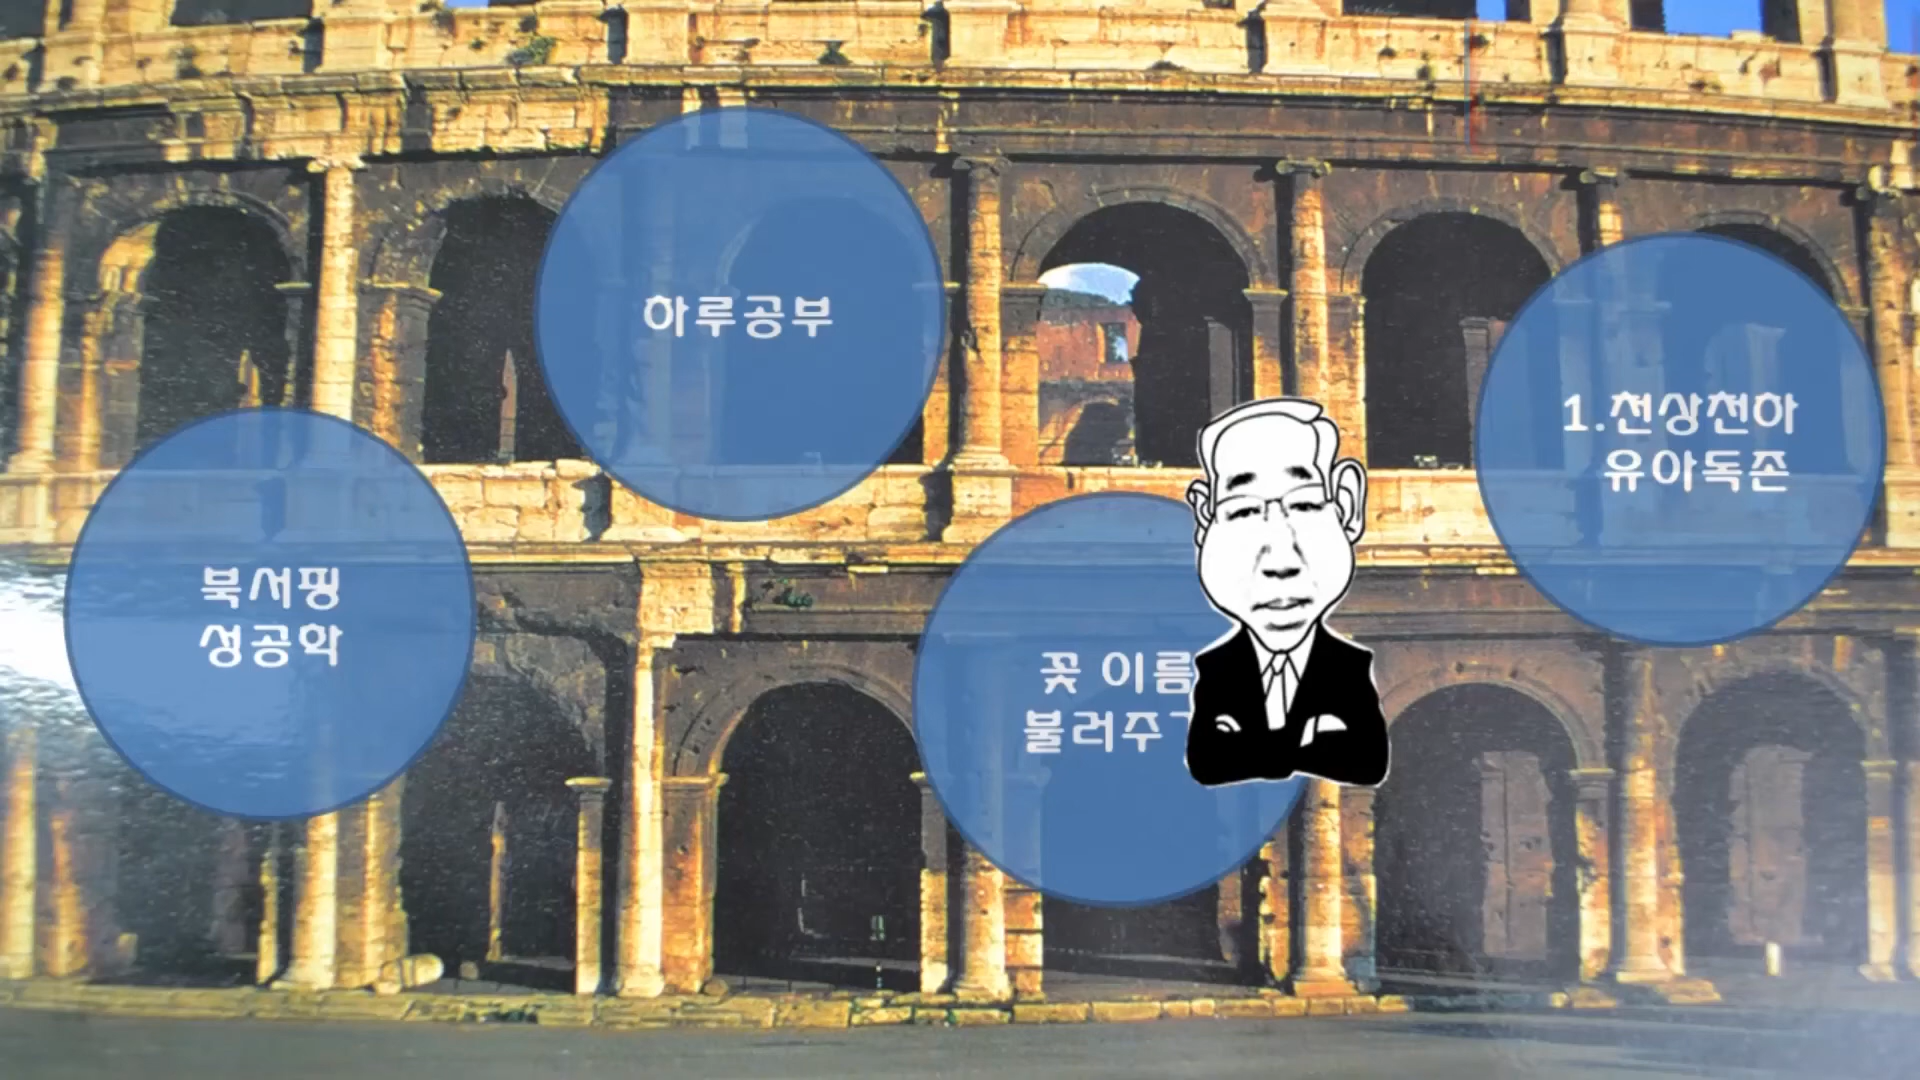 북서핑
성공학
하루공부
꽃 이름
불러주
1.천상천하
유아독존